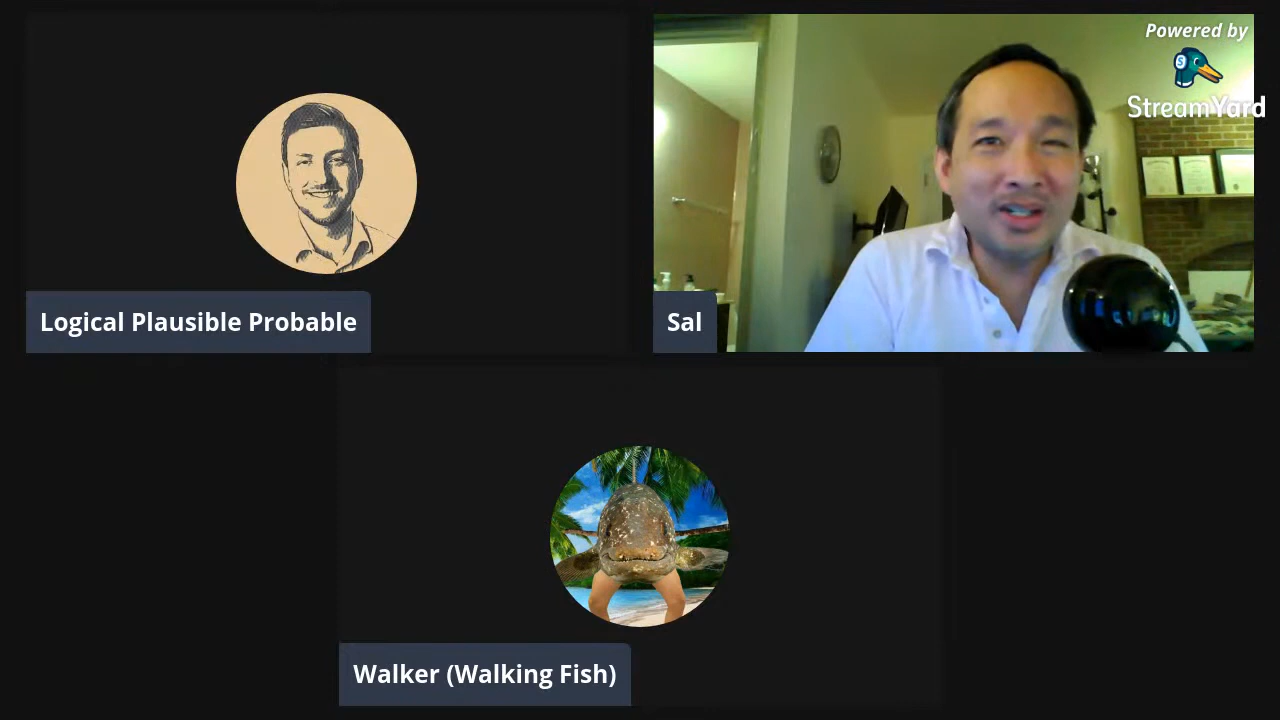 Powered by
StreamYard
Logical Plausible Probable
Sal
Walker (Walking Fish)